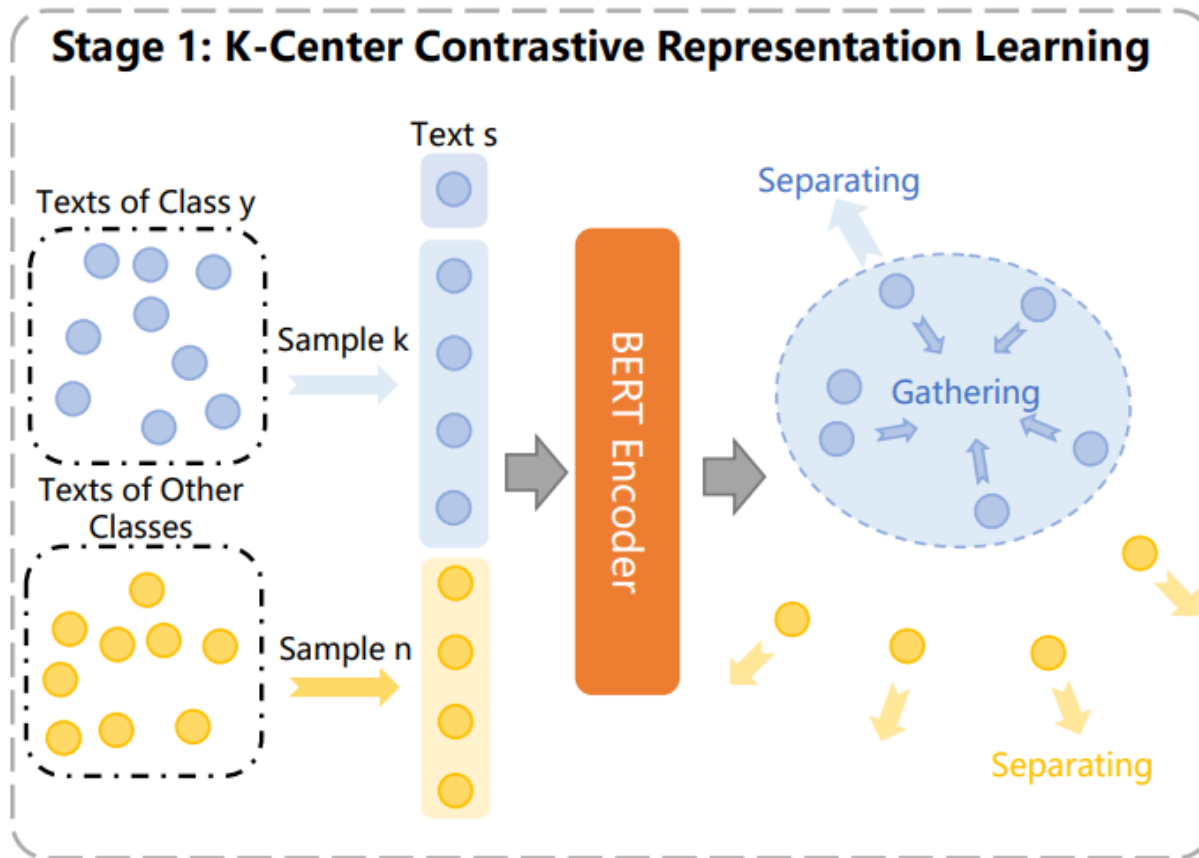 Stage 1: K-Center Contrastive Representation Learning
Text s
Texts of Class y
Sample k
Texts of Other
Classes
Sample n
BERT Encoder
Separating
Gathering
Separating